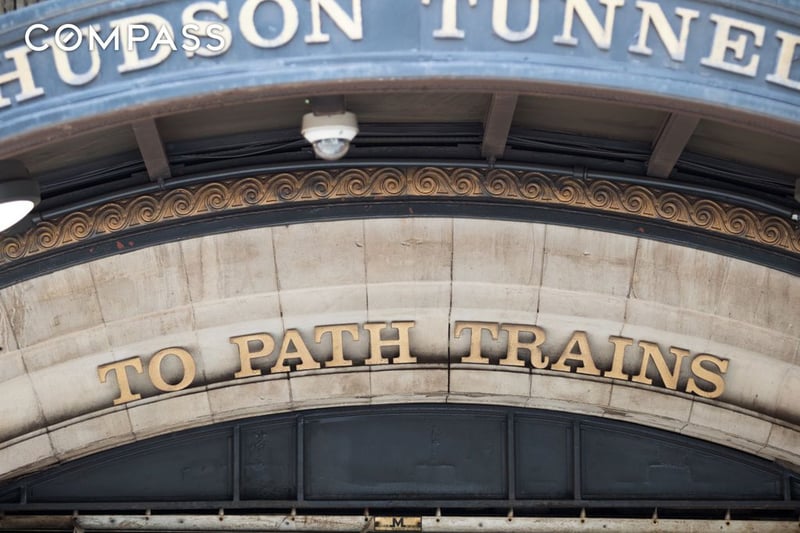 COMPASS
HUDSON TUNNEL
TO PATH TRAINS
M